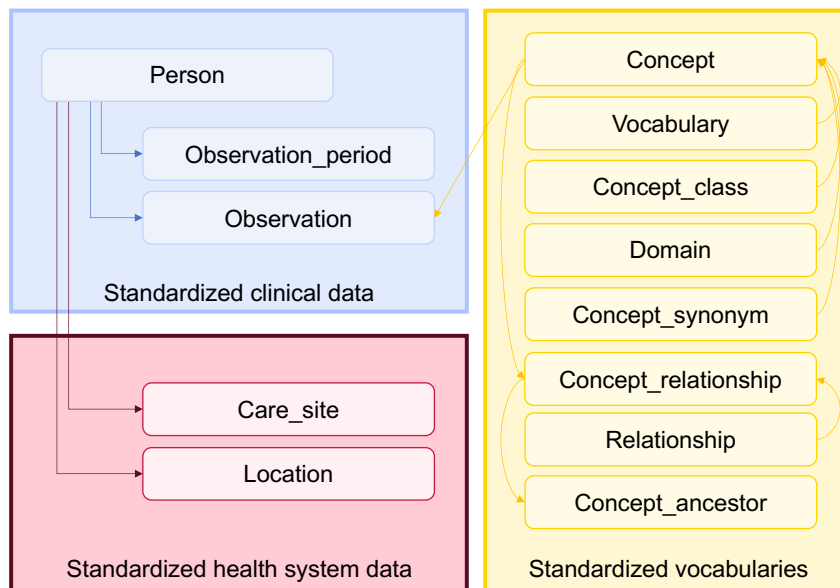 Person
Observation_period
Observation
Standardized clinical data
Care_site
Location
Standardized health system data
Concept
Vocabulary
Concept_class
Domain
Concept_synonym
Concept_relationship
Relationship
Concept_ancestor
Standardized vocabularies